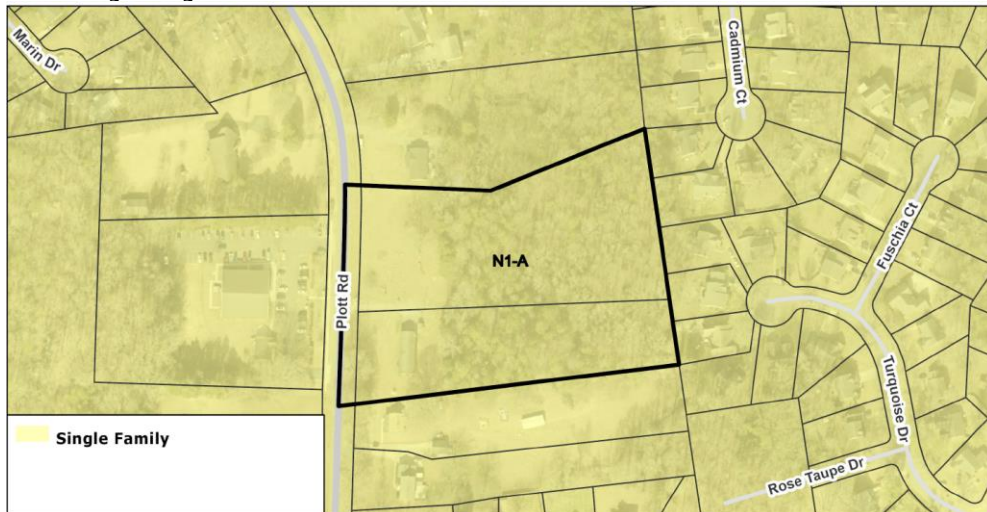 Marin Dr
Cadmium Ct
Fuschia Ct
N1-A
Plott Rd
Turquoise Dr
Rose Taupe Dr
Single Family